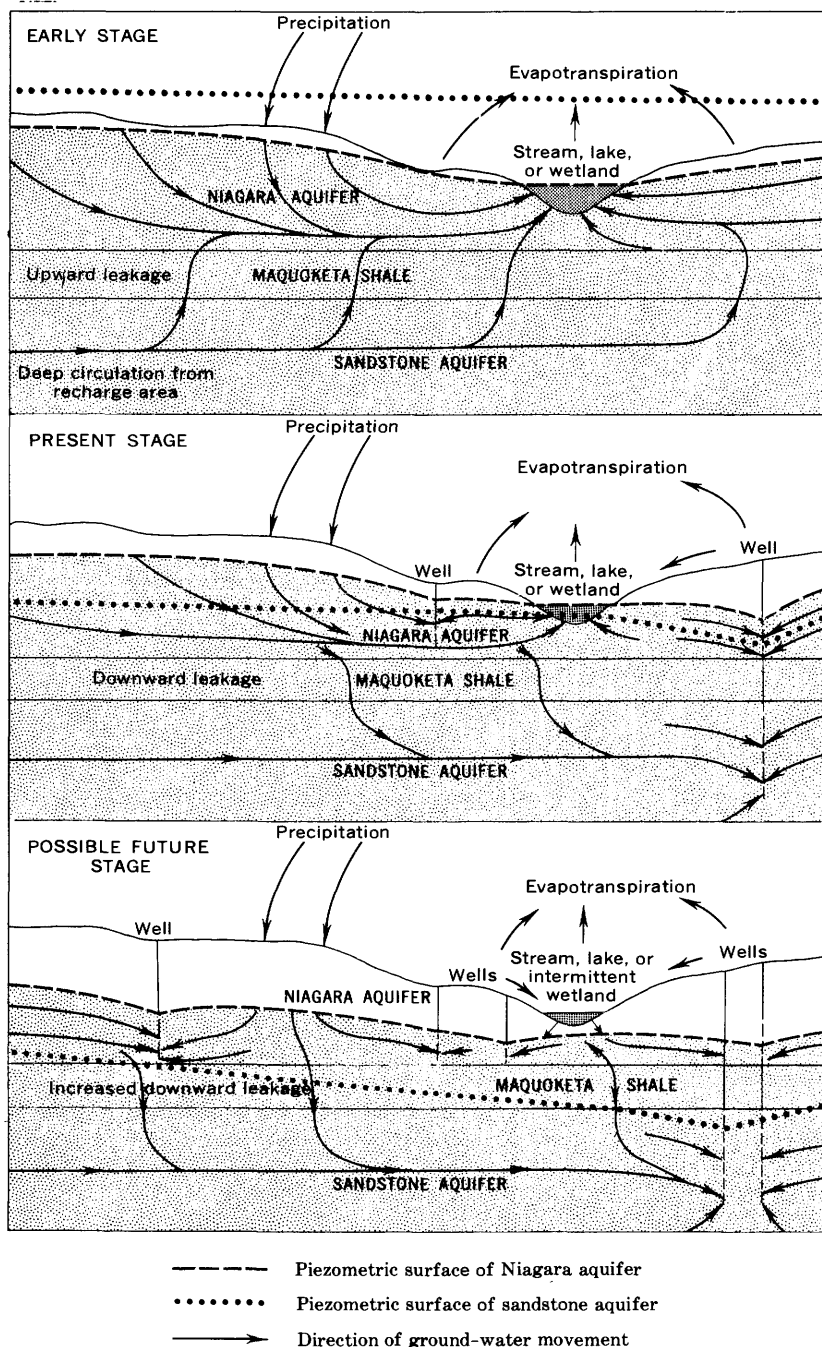 EARLY STAGE
Precipitation
Evapotranspiration
Stream, lake,
or wetland
NIAGARA AQUIFER
Upward leakage
MAQUOKETA SHALE
SANDSTONE AQUIFER
Deep circulation from
recharge area
PRESENT STAGE
Precipitation
Evapotranspiration
Well
Well
Stream, lake,
or wetland
NIAGARA AQUIFER
Downward leakage
MAQUOKETA SHALE
SANDSTONE AQUIFER
POSSIBLE FUTURE
STAGE
Precipitation
Evapotranspiration
Well
Wells
Stream, lake, or
intermittent
wetland
Wells
NIAGARA AQUIFER
Increased downward leakage
MAQUOKETA SHALE
SANDSTONE AQUIFER
Piezometric surface of Niagara aquifer
Piezometric surface of sandstone aquifer
Direction of ground-water movement